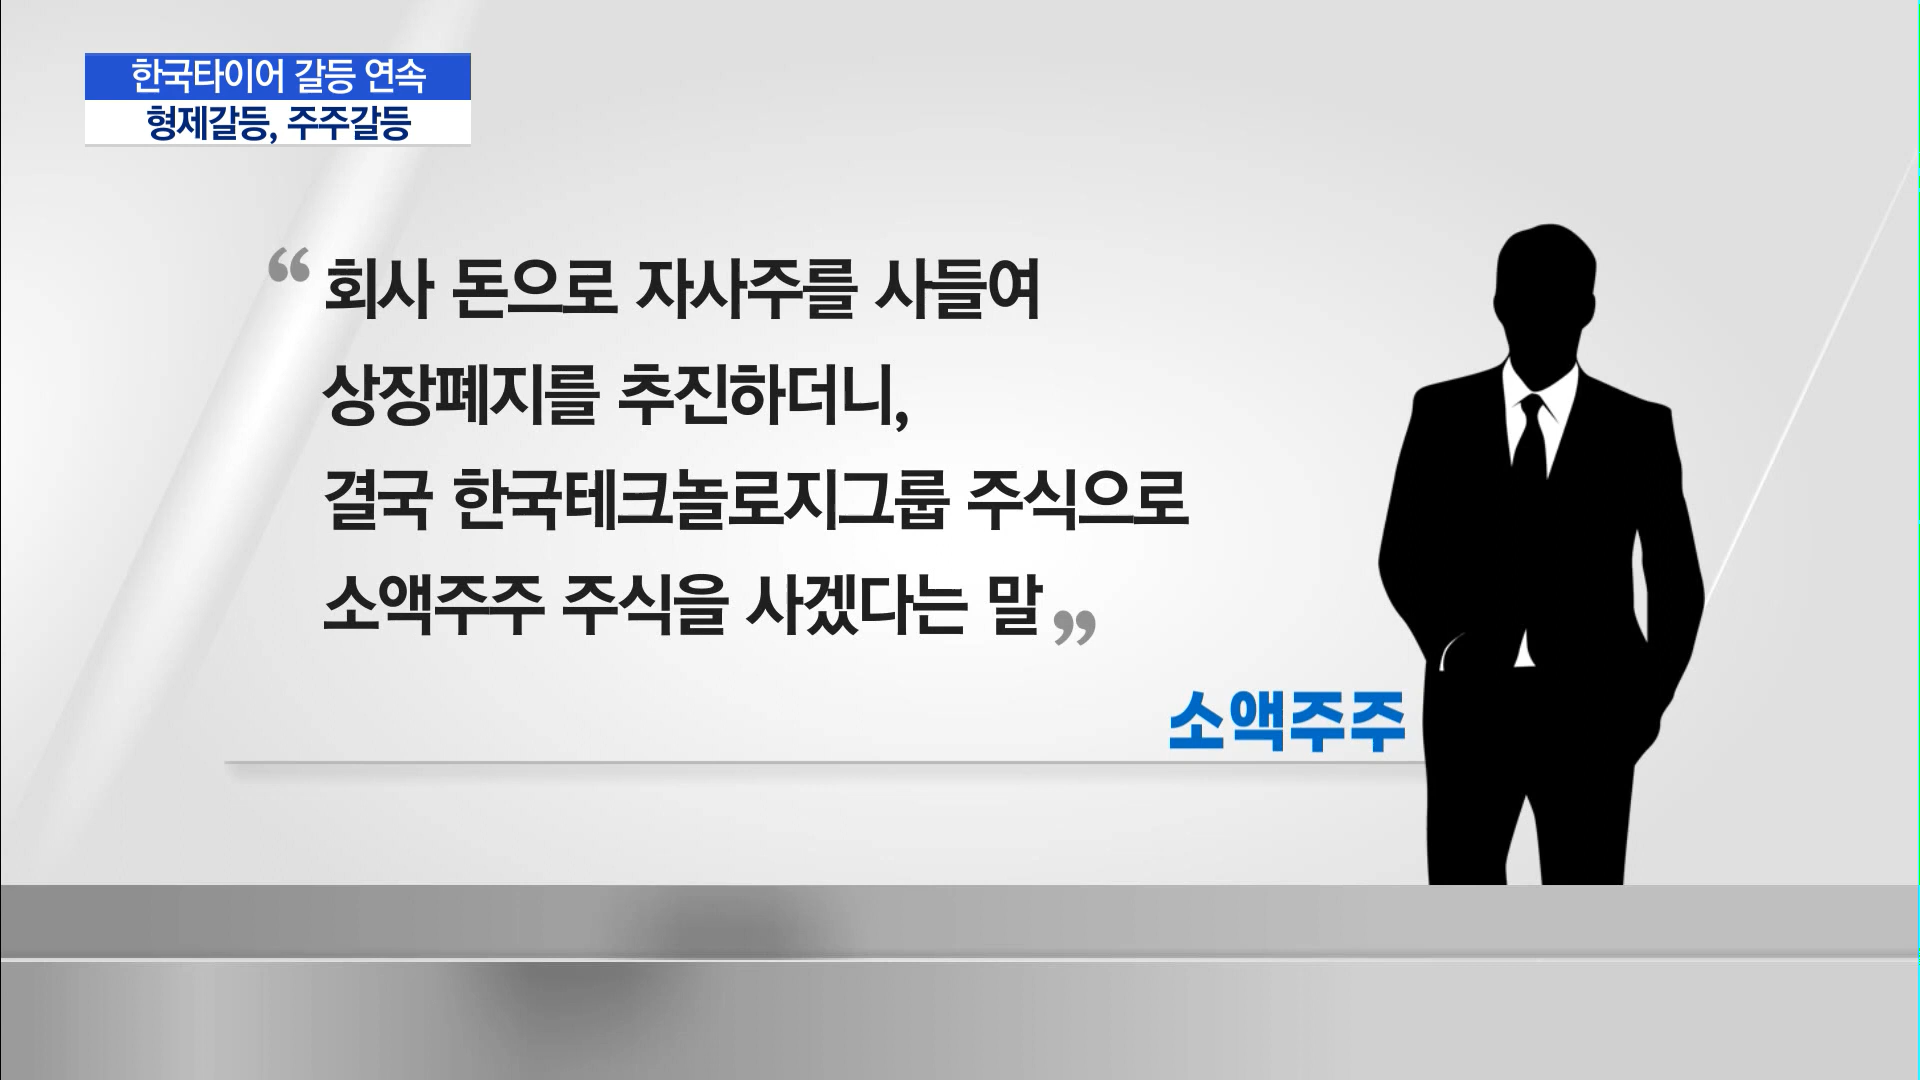 한국타이어 갈등 연속
형제갈등, 주주갈등
“ 회사 돈으로 자사주를 사들여
상장폐지를 추진하더니,
결국 한국테크놀로지그룹 주식으로
소액주주 주식을 사겠다는 말 ”
소액주주